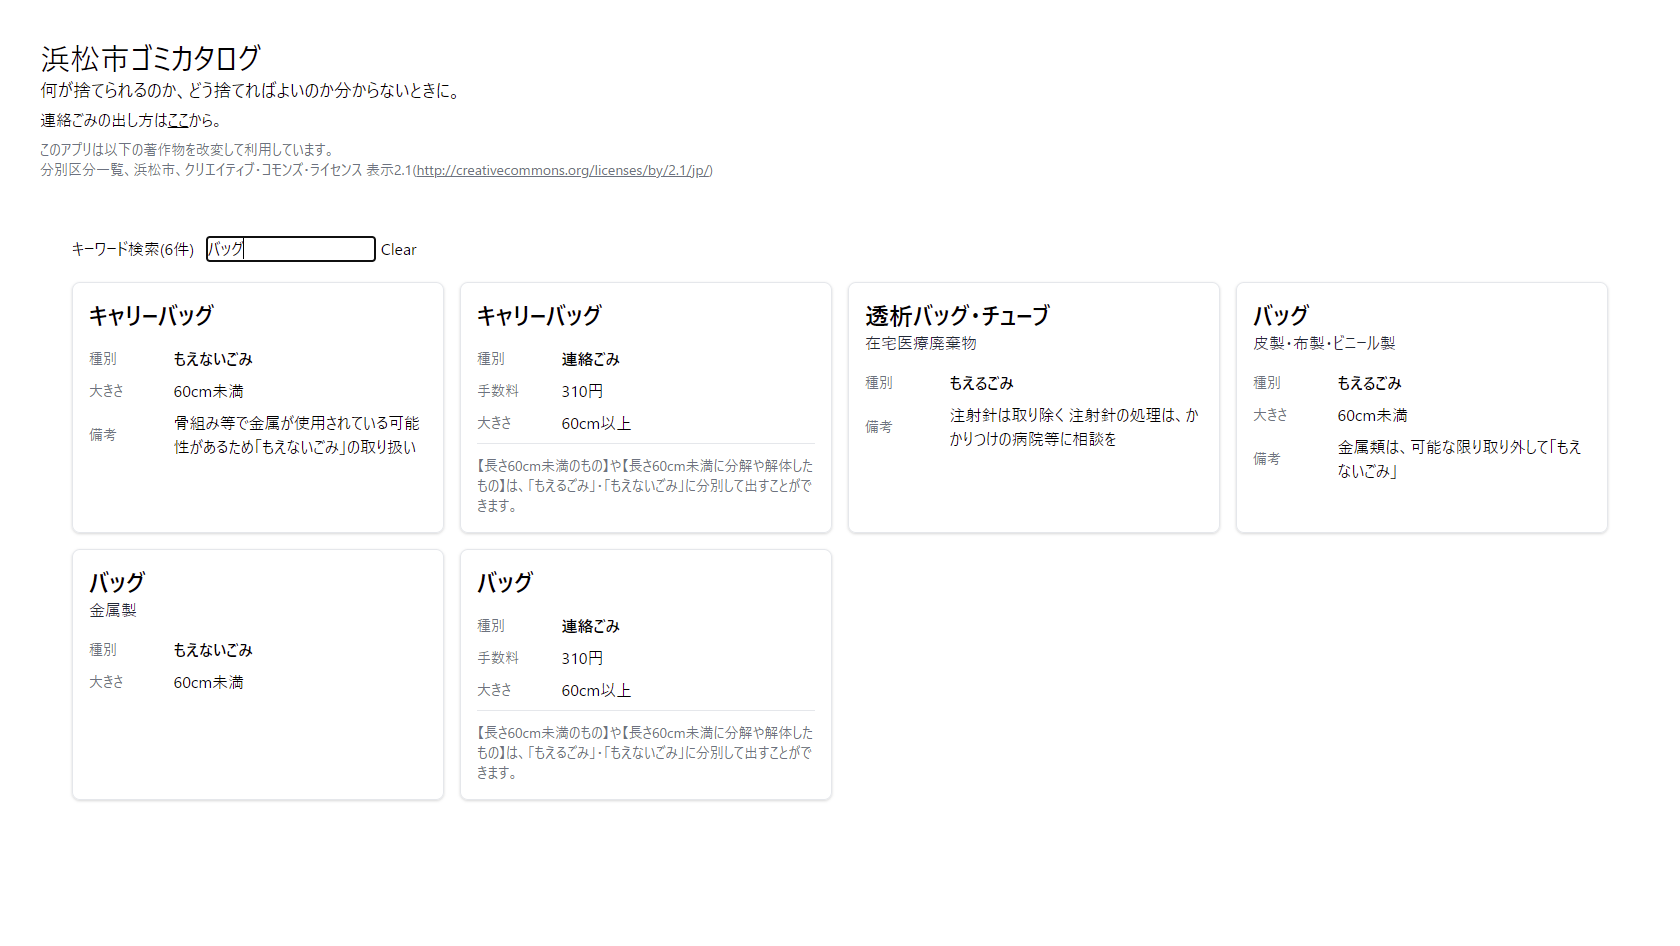 浜松市ゴミカタログ
何が捨てられるのか、どう捨てればよいのか分からないときに。
連絡ごみの出し方はここから。
このアプリは以下の著作物を改変して利用しています。
分別区分一覧、浜松市、クリエイティブ・コモンズ・ライセンス 表示2.1(http://creativecommons.org/licenses/by/2.1/jp/)
キーワード検索(6件) バッグ Clear
キャリーバッグ
種別 もえないごみ
大きさ 60cm未満
備考 骨組み等で金属が使用されている可能
性があるため「もえないごみ」の取り扱い
キャリーバッグ
種別 連絡ごみ
手数料 310円
大きさ 60cm以上
【長さ60cm未満のもの】や【長さ60cm未満に分解や解体した
もの】は、「もえるごみ」・「もえないごみ」に分別して出すことがで
きます。
透析バッグ・チューブ
在宅医療廃棄物
種別 もえるごみ
備考 注射針は取り除く 注射針の処理は、か
かりつけの病院等に相談を
バッグ
皮製・布製・ビニール製
種別 もえるごみ
大きさ 60cm未満
備考 金属類は、可能な限り取り外して「もえ
ないごみ」
バッグ
金属製
種別 もえないごみ
大きさ 60cm未満
バッグ
種別 連絡ごみ
手数料 310円
大きさ 60cm以上
【長さ60cm未満のもの】や【長さ60cm未満に分解や解体した
もの】は、「もえるごみ」・「もえないごみ」に分別して出すことがで
きます。